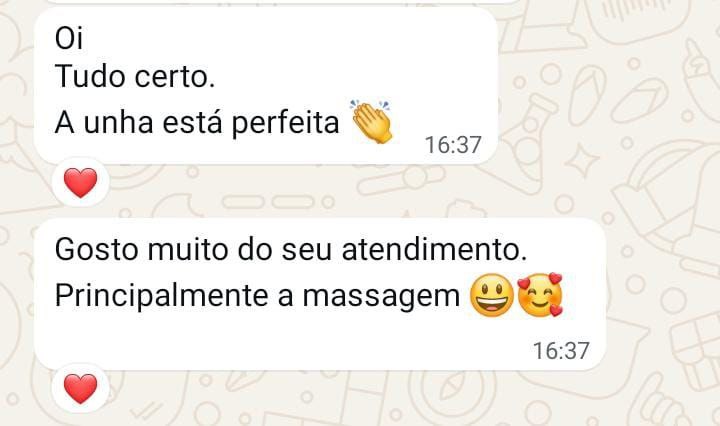 Oi
Tudo certo.
A unha está perfeita 👏
16:37
❤️
Gosto muito do seu atendimento.
Principalmente a massagem 😃🥰
16:37
❤️